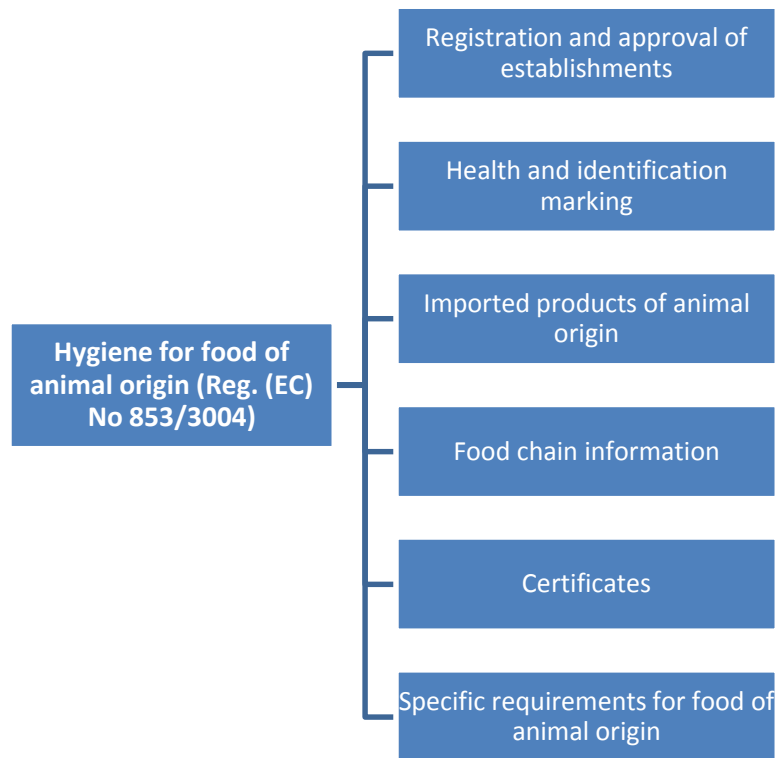 Registration and approval of
establishments
Health and identification
marking
Imported products of animal
origin
Hygiene for food of
animal origin (Reg. (EC)
No 853/3004)
Food chain information
Certificates
Specific requirements for food of
animal origin